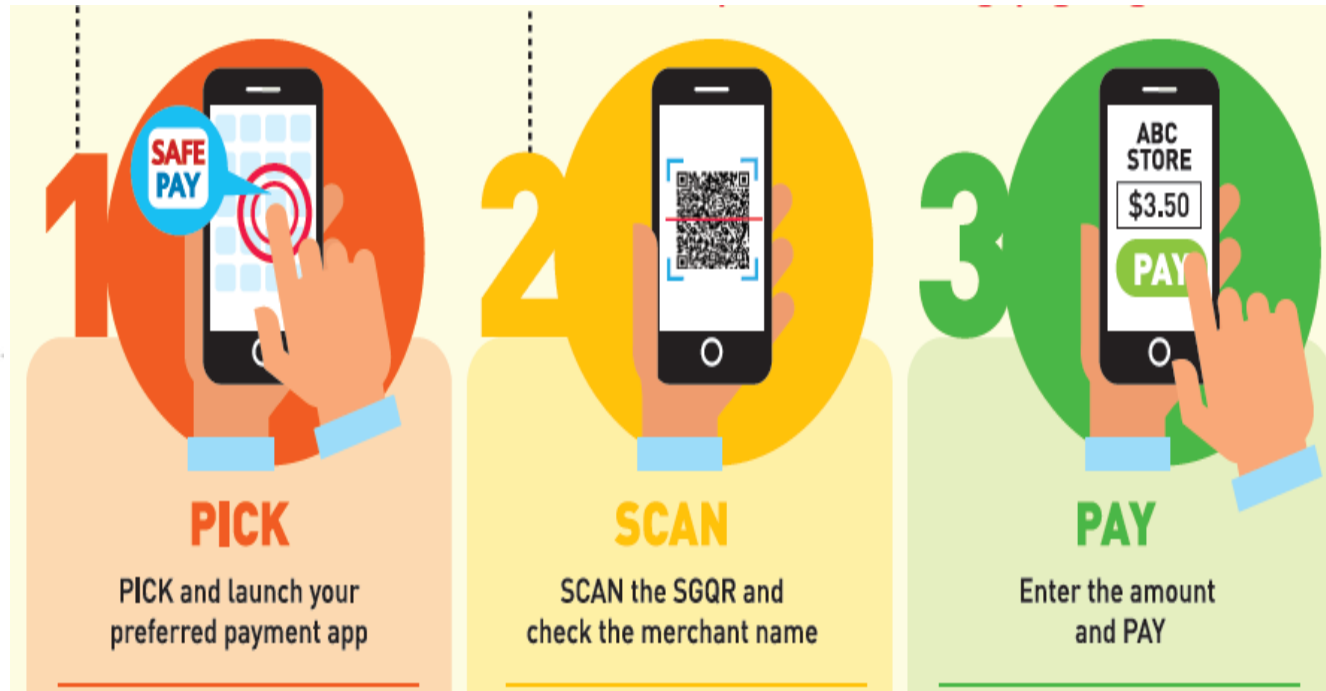 1
SAFE
PAY
PICK
PICK and launch your
preferred payment app
2
SCAN
SCAN the SGQR and
check the merchant name
3
ABC
STORE
$3.50
PAY
PAY
Enter the amount
and PAY